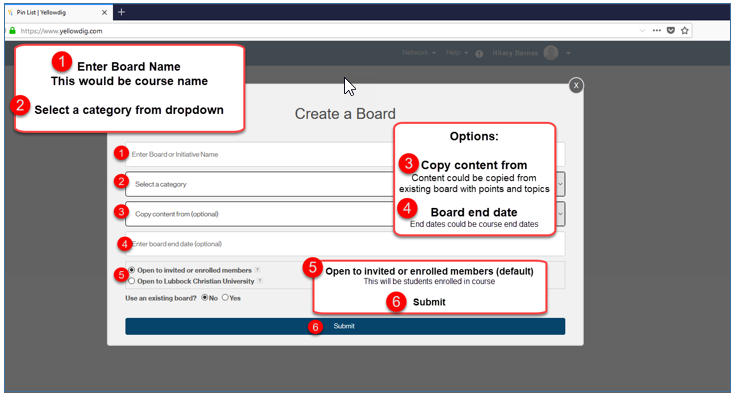 Pin List | Yellowdig
https://www.yellowdig.com
Network Help Hilary Barnes
1 Enter Board Name
This would be course name
2 Select a category from dropdown
X
Create a Board
Options:
3 Copy content from
Content could be copied from
existing board with points and topics
4 Board end date
End dates could be course end dates
1 Enter Board or Initiative Name
2 Select a category
3 Copy content from (optional)
4 Enter board end date (optional)
5 Open to invited or enrolled members ?
Open to Lubbock Christian University ?
5 Open to invited or enrolled members (default)
This will be students enrolled in course
6 Submit
Use an existing board? No Yes
6 Submit